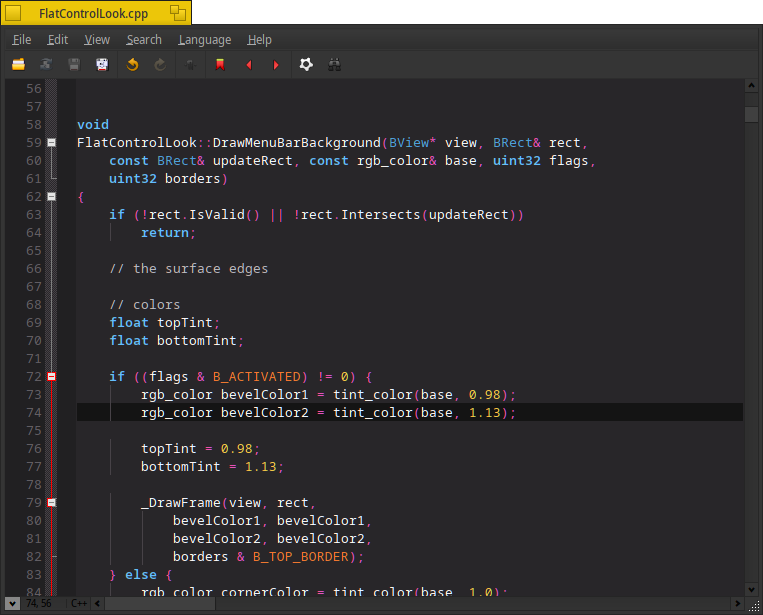 FlatControlLook.cpp
File Edit View Search Language Help
56
57
58 void
59 FlatControlLook::DrawMenuBarBackground(BView* view, BRect& rect,
60 const BRect& updateRect, const rgb_color& base, uint32 flags,
61 uint32 borders)
62 {
63 if (!rect.IsValid() || !rect.Intersects(updateRect))
64 return;
65
66 // the surface edges
67
68 // colors
69 float topTint;
70 float bottomTint;
71
72 if ((flags & B_ACTIVATED) != 0) {
73 rgb_color bevelColor1 = tint_color(base, 0.98);
74 rgb_color bevelColor2 = tint_color(base, 1.13);
75
76 topTint = 0.98;
77 bottomTint = 1.13;
78
79 _DrawFrame(view, rect,
80 bevelColor1, bevelColor1,
81 bevelColor2, bevelColor2,
82 borders & B_TOP_BORDER);
83 } else {
84 rgb_color cornerColor = tint_color(base, 1.0);
74, 56 C++